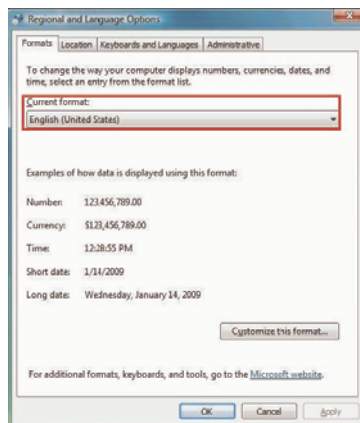 Regional and Language Options
Formats Location Keyboards and Languages Administrative
To change the way your computer displays numbers, currencies, dates, and
time, select an entry from the format list.
Current format:
English (United States)
Examples of how data is displayed using this format:
Number: 123,456,789.00
Currency: $123,456,789.00
Time: 12:28:55 PM
Short date: 1/14/2009
Long date: Wednesday, January 14, 2009
Customize this format...
For additional formats, keyboards, and tools, go to the Microsoft website.
OK Cancel Apply